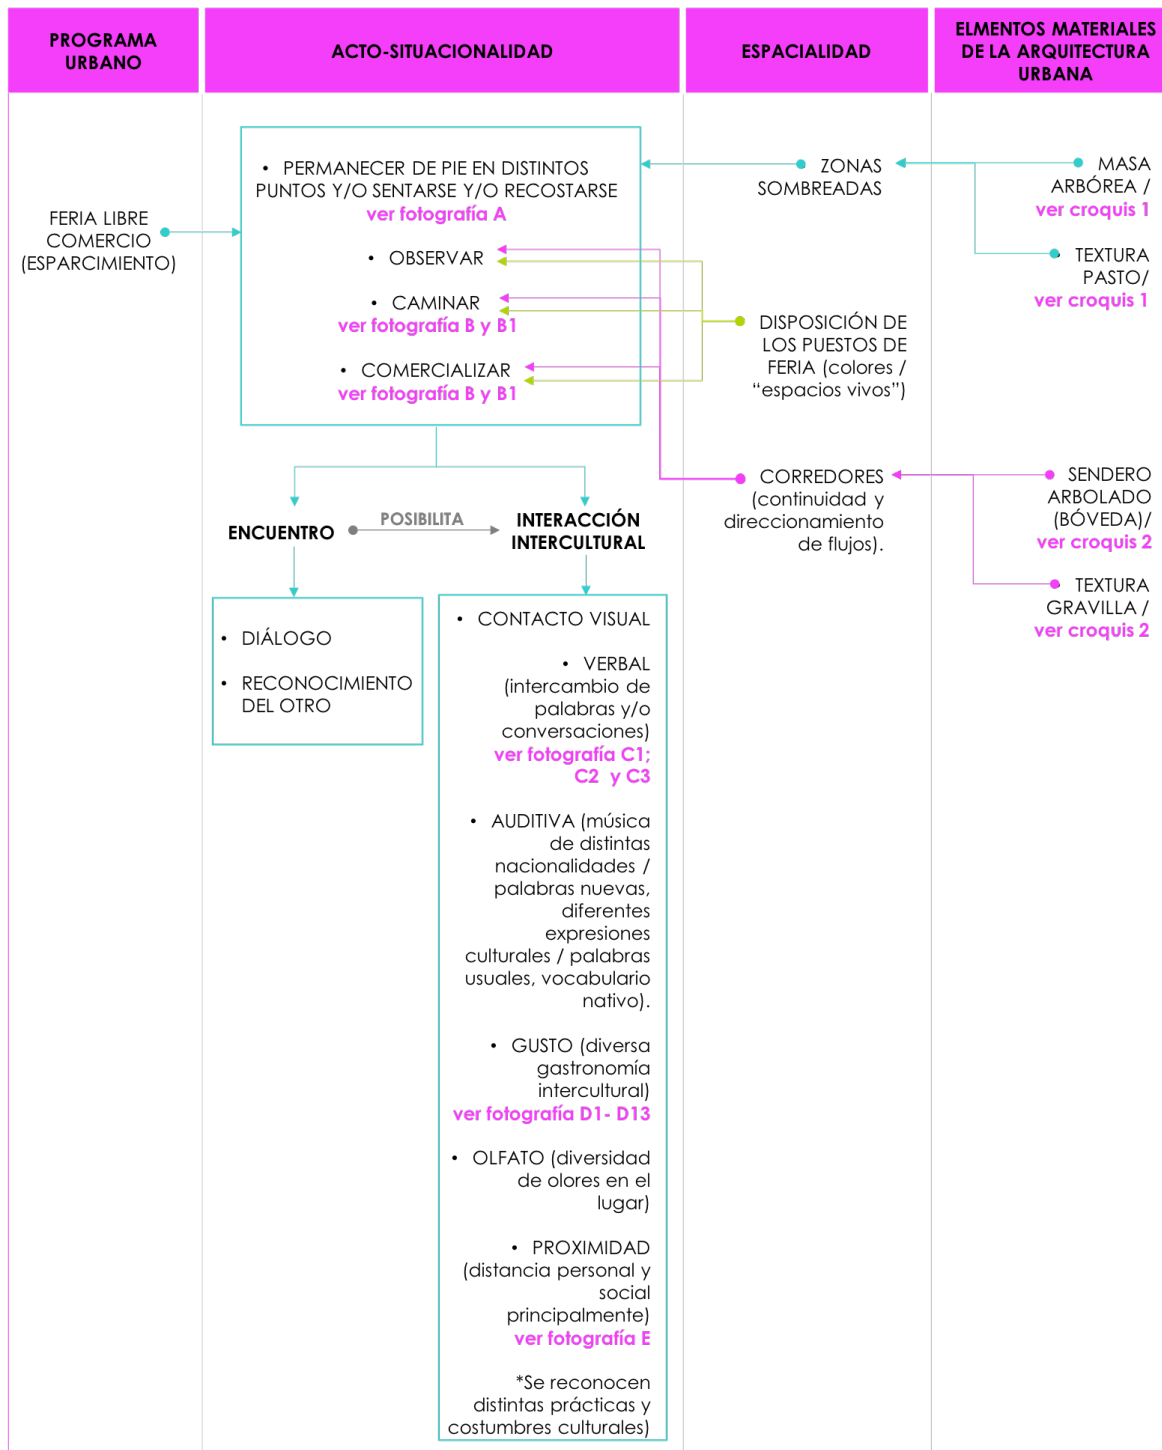 PROGRAMA
URBANO
ACTO-SITUACIONALIDAD
ESPACIALIDAD
ELMENTOS MATERIALES
DE LA ARQUITECTURA
URBANA
FERIA LIBRE
COMERCIO
(ESPARCIMIENTO)
• PERMANECER DE PIE EN DISTINTOS
PUNTOS Y/O SENTARSE Y/O RECOSTARSE
ver fotografía A
• OBSERVAR
• CAMINAR
ver fotografía B y B1
• COMERCIALIZAR
ver fotografía B y B1
ENCUENTRO
POSIBILITA
INTERACCIÓN
INTERCULTURAL
• DIÁLOGO
• RECONOCIMIENTO
DEL OTRO
• CONTACTO VISUAL
• VERBAL
(intercambio de
palabras y/o
conversaciones)
ver fotografía C1;
C2 y C3
• AUDITIVA (música
de distintas
nacionalidades /
palabras nuevas,
diferentes
expresiones
culturales / palabras
usuales, vocabulario
nativo).
• GUSTO (diversa
gastronomía
intercultural)
ver fotografía D1- D13
• OLFATO (diversidad
de olores en el
lugar)
• PROXIMIDAD
(distancia personal y
social
principalmente)
ver fotografía E
*Se reconocen
distintas prácticas y
costumbres culturales)
• ZONAS
SOMBREADAS
DISPOSICIÓN DE
LOS PUESTOS DE
FERIA (colores /
“espacios vivos”)
CORREDORES
(continuidad y
direccionamiento
de flujos).
• MASA
ARBÓREA /
ver croquis 1
• TEXTURA
PASTO/
ver croquis 1
• SENDERO
ARBOLADO
(BÓVEDA)/
ver croquis 2
• TEXTURA
GRAVILLA /
ver croquis 2